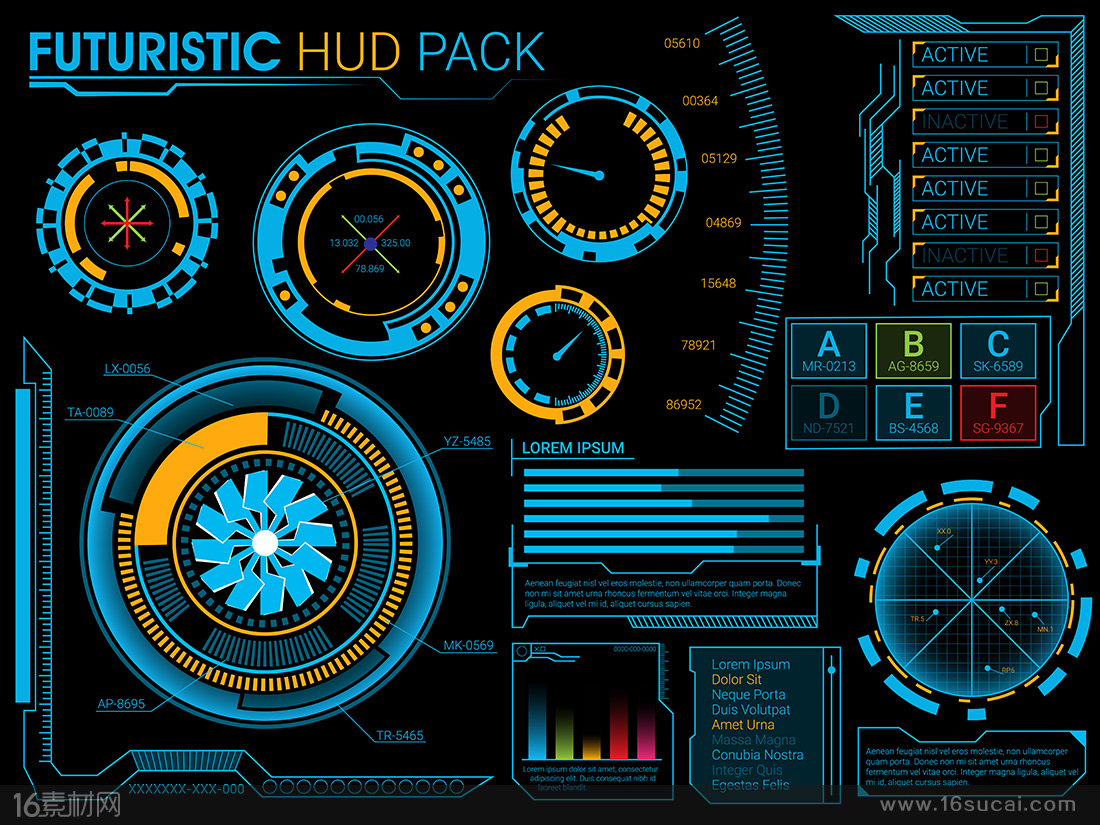 FUTURISTIC HUD PACK
05610
00364
05129
04869
15648
78921
86952
ACTIVE
ACTIVE
INACTIVE
ACTIVE
ACTIVE
ACTIVE
INACTIVE
ACTIVE
00.056
13.032
325.00
78.869
A
MR-0213
B
AG-8659
C
SK-6589
D
ND-7521
E
BS-4568
F
SG-9367
LX-0056
TA-0089
YZ-5485
MK-0569
AP-8695
TR-5465
LOREM IPSUM
Aenean feugiat nisl vel eros molestie, non ullamcorper quam porta. Donec
non mi sit amet urna rhoncus fermentum vel vitae orci. Integer magna
ligula, aliquet vel mi id, aliquet cursus sapien.
XX.0
YV.3
TR.5
ZX.8
MN.1
RP.6
Lorem ipsum dolor sit amet, consectetur
adipiscing elit. Duis consequat nibh id
laoreet blandit.
Lorem Ipsum
Dolor Sit
Neque Porta
Duis Volutpat
Amet Urna
Massa Magna
Conubia Nostra
Integer Quis
Egestas Felis
Aenean feugiat nisl vel eros molestie, non ullamcorper
quam porta. Donec non mi sit amet urna rhoncus
fermentum vel vitae orci. Integer magna ligula, aliquet
vel mi id, aliquet cursus sapien.
XXXXXXX-XXX-000
16素材网
www.16sucai.com